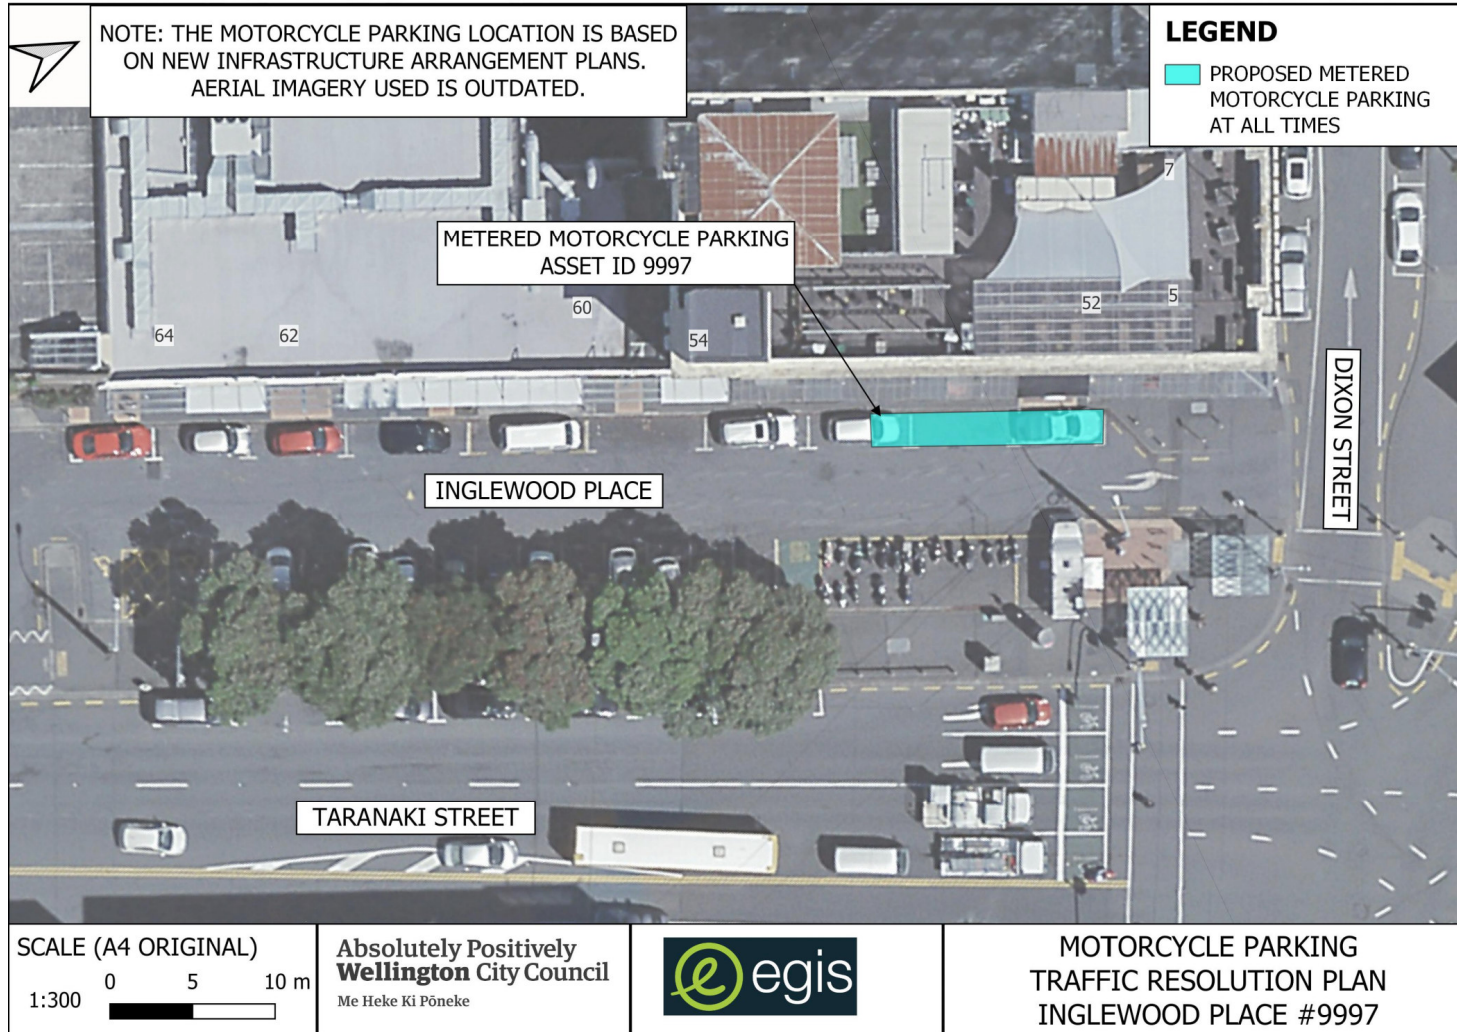 NOTE: THE MOTORCYCLE PARKING LOCATION IS BASED
ON NEW INFRASTRUCTURE ARRANGEMENT PLANS.
AERIAL IMAGERY USED IS OUTDATED.
LEGEND
PROPOSED METERED
MOTORCYCLE PARKING
AT ALL TIMES
7
METERED MOTORCYCLE PARKING
ASSET ID 9997
64
62
60
54
52
5
DIXON STREET
INGLEWOOD PLACE
TARANAKI STREET
SCALE (A4 ORIGINAL)
0 5 10 m
1:300
Absolutely Positively
Wellington City Council
Me Heke Ki Pōneke
e egis
MOTORCYCLE PARKING
TRAFFIC RESOLUTION PLAN
INGLEWOOD PLACE #9997